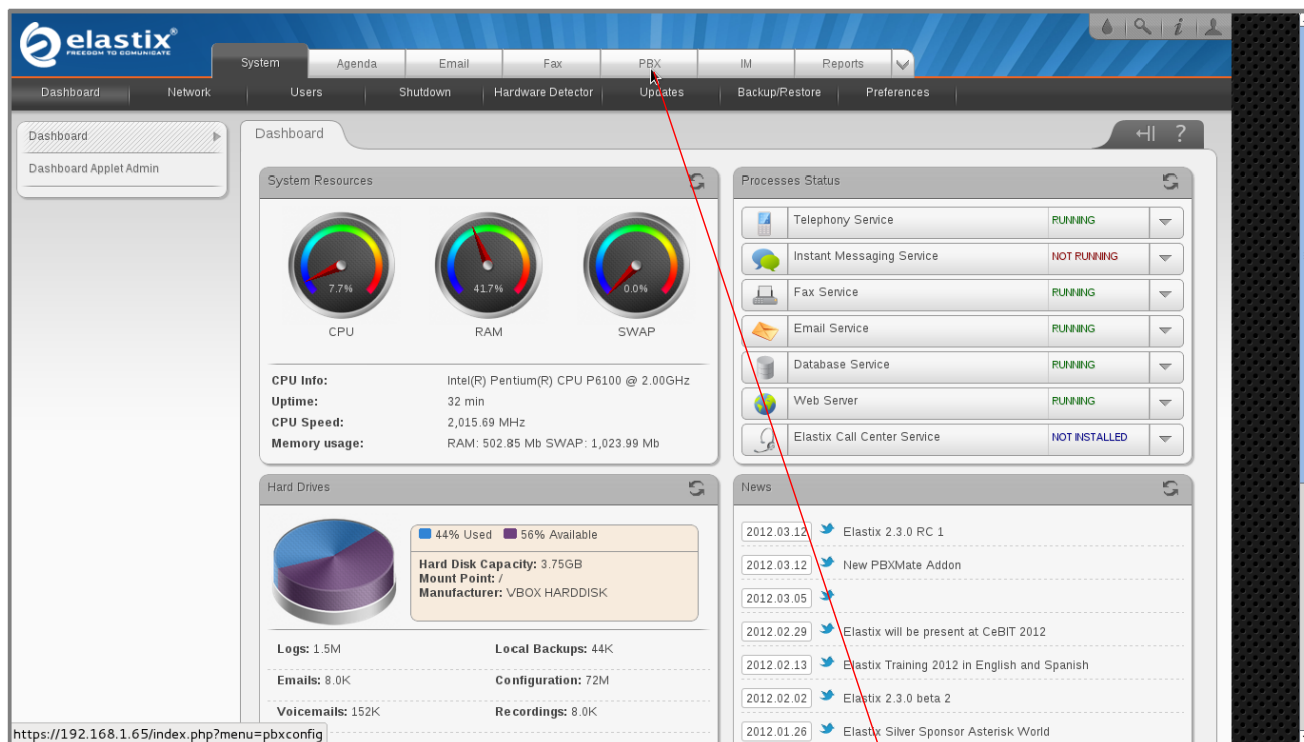 elastix®
FREEDOM TO COMUNICATE
System Agenda Email Fax PBX IM Reports
Dashboard Network Users Shutdown Hardware Detector Updates Backup/Restore Preferences
Dashboard
Dashboard Applet Admin
Dashboard
?
System Resources
7.7%
41.7%
0.0%
CPU
RAM
SWAP
CPU Info: Intel(R) Pentium(R) CPU P6100 @ 2.00GHz
Uptime: 32 min
CPU Speed: 2,015.69 MHz
Memory usage: RAM: 502.85 Mb SWAP: 1,023.99 Mb
Processes Status
Telephony Service RUNNING
Instant Messaging Service NOT RUNNING
Fax Service RUNNING
Email Service RUNNING
Database Service RUNNING
Web Server RUNNING
Elastix Call Center Service NOT INSTALLED
Hard Drives
44% Used 56% Available
Hard Disk Capacity: 3.75GB
Mount Point: /
Manufacturer: VBOX HARDDISK
Logs: 1.5M Local Backups: 44K
Emails: 8.0K Configuration: 72M
Voicemails: 152K Recordings: 8.0K
News
2012.03.12 Elastix 2.3.0 RC 1
2012.03.12 New PBXMate Addon
2012.03.05
2012.02.29 Elastix will be present at CeBIT 2012
2012.02.13 Elastix Training 2012 in English and Spanish
2012.02.02 Elastix 2.3.0 beta 2
2012.01.26 Elastix Silver Sponsor Asterisk World
https://192.168.1.65/index.php?menu=pbxconfig